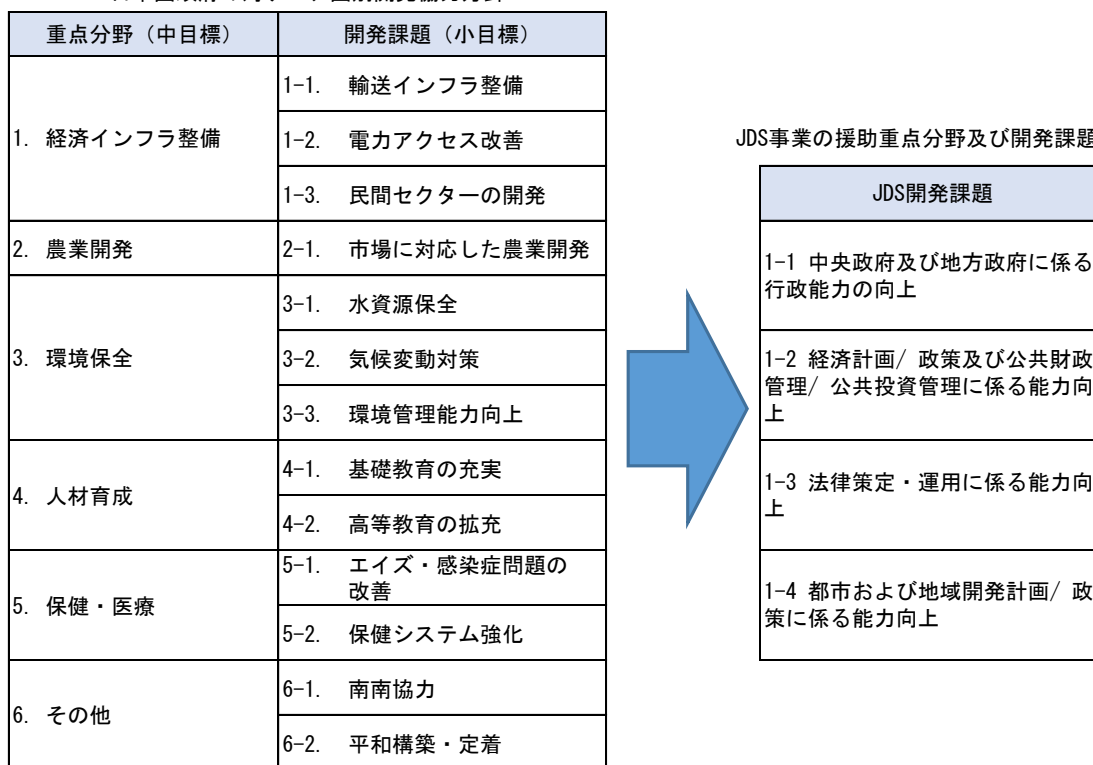 重点分野（中目標）
開発課題（小目標）
1. 経済インフラ整備
1-1. 輸送インフラ整備
1-2. 電力アクセス改善
1-3. 民間セクターの開発
2. 農業開発
2-1. 市場に対応した農業開発
3. 環境保全
3-1. 水資源保全
3-2. 気候変動対策
3-3. 環境管理能力向上
4. 人材育成
4-1. 基礎教育の充実
4-2. 高等教育の拡充
5. 保健・医療
5-1. エイズ・感染症問題の
改善
5-2. 保健システム強化
6. その他
6-1. 南南協力
6-2. 平和構築・定着
JDS事業の援助重点分野及び開発課題
JDS開発課題
1-1 中央政府及び地方政府に係る
行政能力の向上
1-2 経済計画/ 政策及び公共財政
管理/ 公共投資管理に係る能力向
上
1-3 法律策定・運用に係る能力向
上
1-4 都市および地域開発計画/ 政
策に係る能力向上